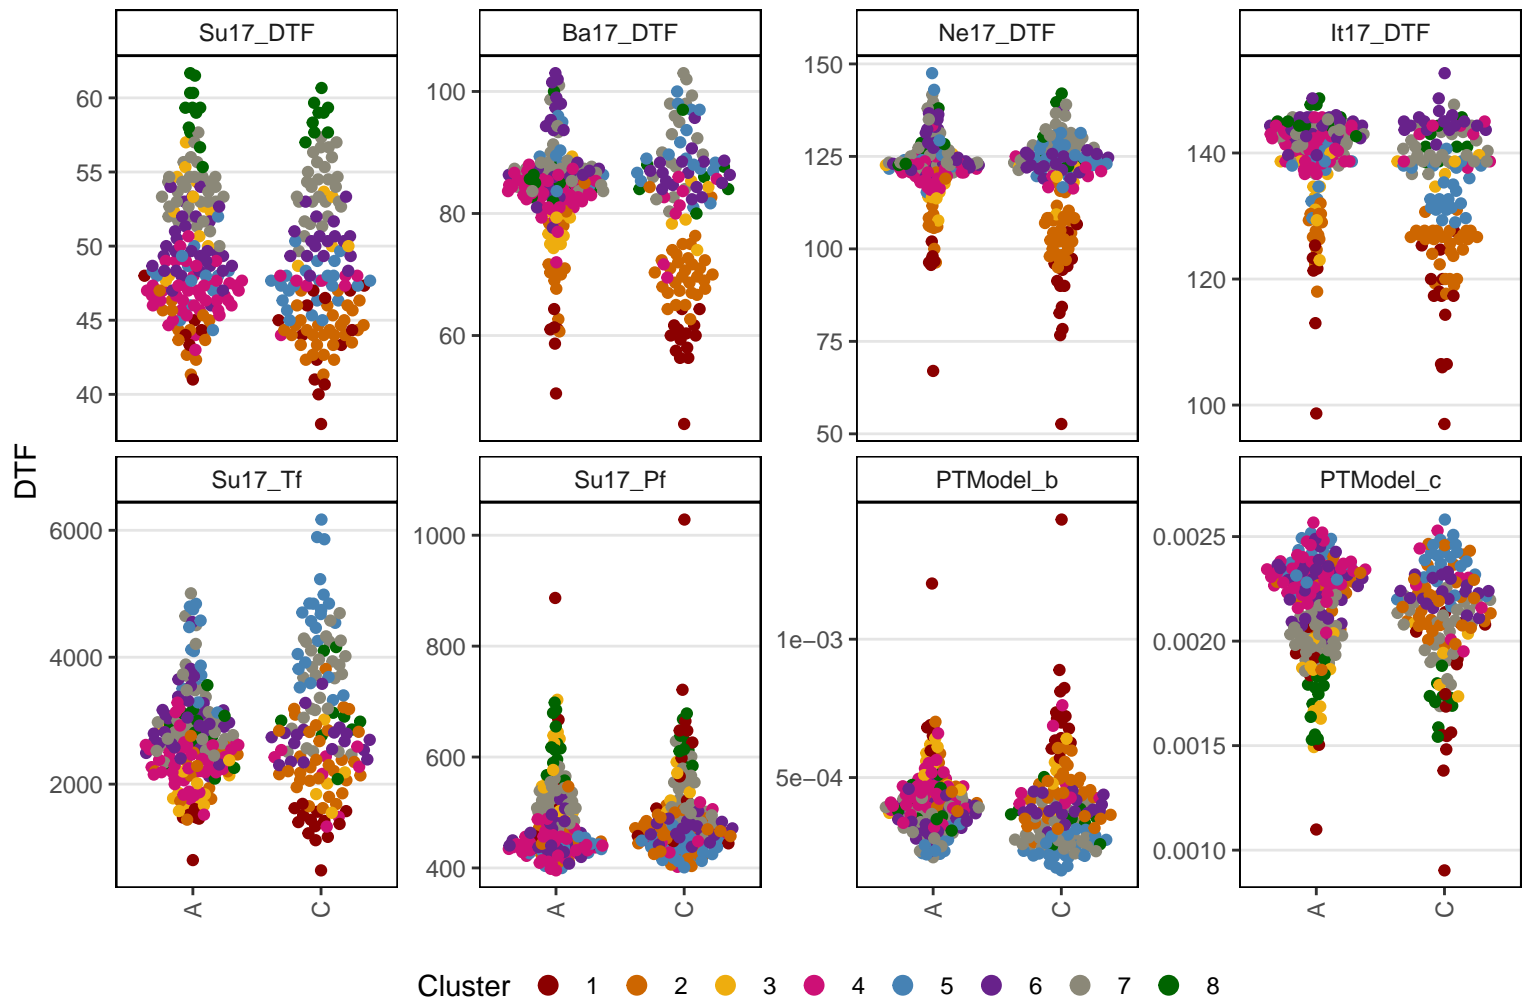 Su17_DTF
Ba17_DTF
Ne17_DTF
It17_DTF
60
55
50
45
40
100
80
60
150
125
100
75
50
140
120
100
DTF
Su17_Tf
Su17_Pf
PTModel_b
PTModel_c
6000
4000
2000
1000
800
600
400
1e−03
5e−04
0.0025
0.0020
0.0015
0.0010
A
C
A
C
A
C
A
C
Cluster 1 2 3 4 5 6 7 8